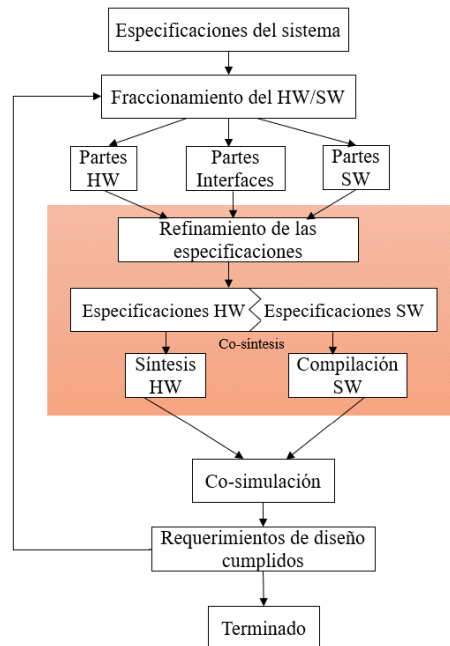 Especificaciones del sistema
Fraccionamiento del HW/SW
Partes
HW
Partes
Interfaces
Partes
SW
Refinamiento de las
especificaciones
Especificaciones HW
Especificaciones SW
Co-síntesis
Síntesis
HW
Compilación
SW
Co-simulación
Requerimientos de diseño
cumplidos
Terminado